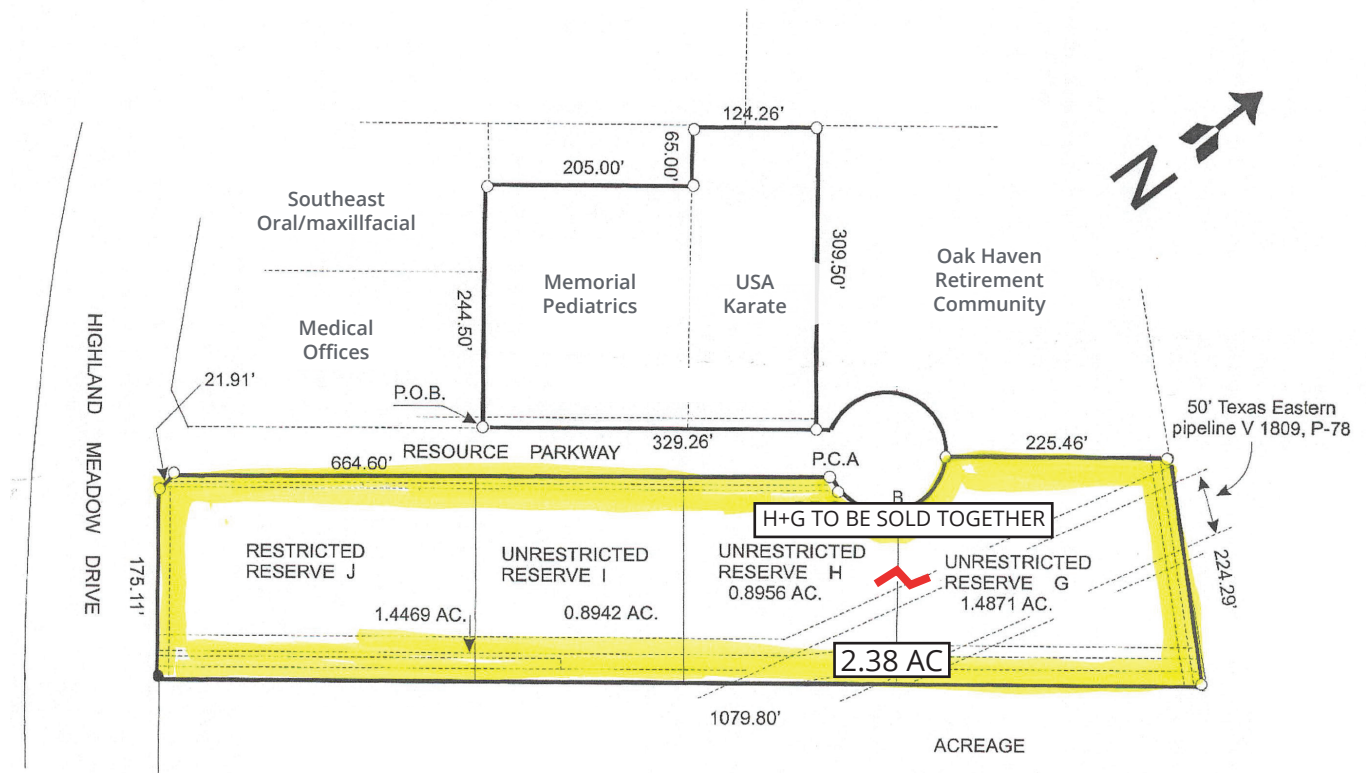 124.26'
65.00'
205.00'
N
Southeast
Oral/maxillfacial
Memorial
Pediatrics
USA
Karate
309.50'
Oak Haven
Retirement
Community
244.50'
Medical
Offices
HIGHLAND MEADOW DRIVE
21.91'
P.O.B.
50' Texas Eastern
pipeline V 1809, P-78
RESOURCE PARKWAY
329.26'
225.46'
664.60'
P.C.A
B
H+G TO BE SOLD TOGETHER
RESTRICTED
RESERVE J
1.4469 AC.
UNRESTRICTED
RESERVE I
0.8942 AC.
UNRESTRICTED
RESERVE H
0.8956 AC.
UNRESTRICTED
RESERVE G
1.4871 AC.
175.11'
224.29'
2.38 AC
1079.80'
ACREAGE